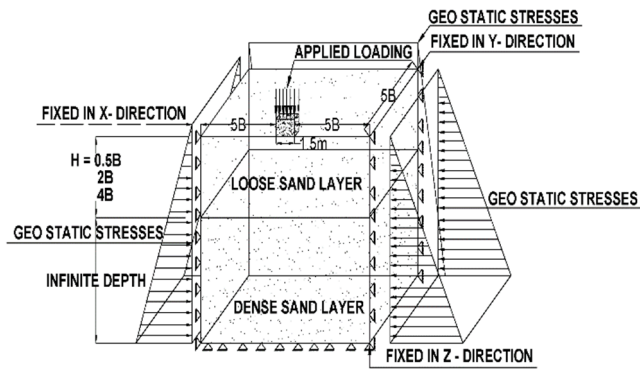 GEO STATIC STRESSES
FIXED IN Y- DIRECTION
APPLIED LOADING
5B
FIXED IN X- DIRECTION
5B
5B
1.5m
H = 0.5B
2B
4B
LOOSE SAND LAYER
GEO STATIC STRESSES
GEO STATIC STRESSES
INFINITE DEPTH
DENSE SAND LAYER
FIXED IN Z - DIRECTION